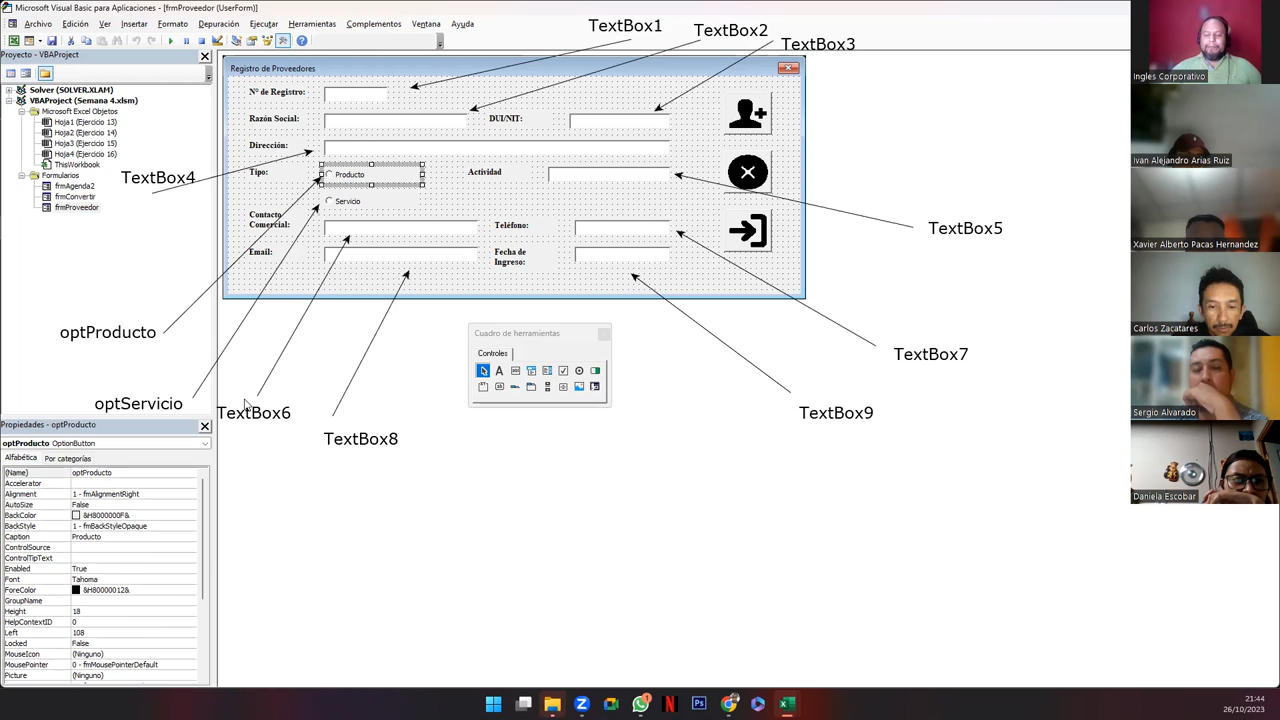 Microsoft Visual Basic para Aplicaciones - [frmProveedor (UserForm)]
Archivo Edición Ver Insertar Formato Depuración Ejecutar Herramientas Complementos Ventana Ayuda
Proyecto - VBAProject
Solver (SOLVER.XLAM)
VBAProject (Semana 4.xlsm)
Microsoft Excel Objetos
Hoja1 (Ejercicio 13)
Hoja2 (Ejercicio 14)
Hoja3 (Ejercicio 15)
Hoja4 (Ejercicio 16)
ThisWorkbook
Formularios
frmAgenda2
frmConvertir
frmProveedor
TextBox1
TextBox2
TextBox3
Registro de Proveedores
N° de Registro:
Razón Social:
DUI/NIT:
Dirección:
Tipo:
Producto
Actividad
Servicio
Contacto
Comercial:
Teléfono:
Email:
Fecha de
Ingreso:
TextBox4
TextBox5
optProducto
TextBox7
optServicio
TextBox6
TextBox9
TextBox8
Cuadro de herramientas
Controles
Propiedades - optProducto
optProducto OptionButton
Alfabética Por categorías
(Name) optProducto
Accelerator
Alignment 1 - fmAlignmentRight
AutoSize False
BackColor &H8000000F&
BackStyle 1 - fmBackStyleOpaque
Caption Producto
ControlSource
ControlTipText
Enabled True
Font Tahoma
ForeColor &H80000012&
GroupName
Height 18
HelpContextID 0
Left 108
Locked False
MouseIcon (Ninguno)
MousePointer 0 - fmMousePointerDefault
Picture (Ninguno)
Ingles Corporativo
Ivan Alejandro Arias Ruiz
Xavier Alberto Pacas Hernandez
Carlos Zacatares
Sergio Alvarado
Daniela Escobar
21:44
26/10/2023